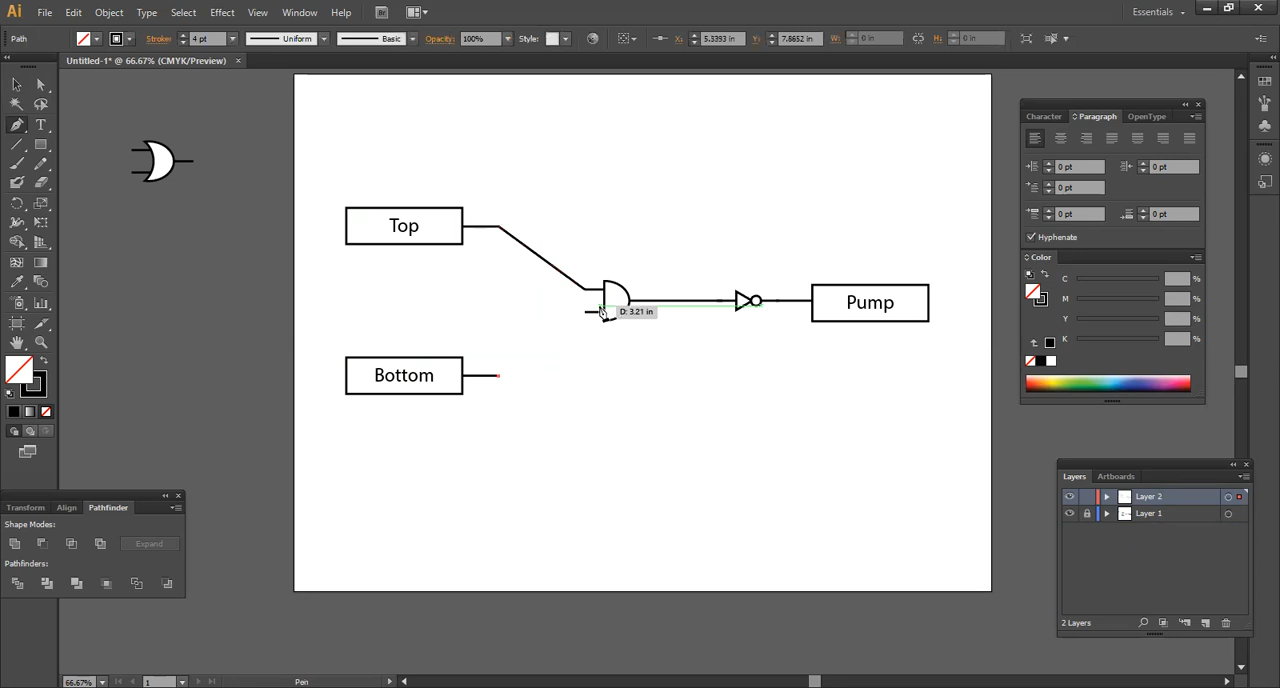 Ai File Edit Object Type Select Effect View Window Help Br Essentials
Path Stroke: 4 pt Uniform Basic Opacity: 100% Style: X: 5.3393 in Y: 7.5652 in W: 0 in H: 0 in
Untitled-1* @ 66.67% (CMYK/Preview)
Character Paragraph OpenType
0 pt 0 pt
0 pt
0 pt 0 pt
Hyphenate
Color
C %
M %
Y %
K %
Top
D: 3.21 in
Pump
Bottom
Layers Artboards
Layer 2
Layer 1
2 Layers
Transform Align Pathfinder
Shape Modes:
Expand
Pathfinders:
66.67% 1 Pen